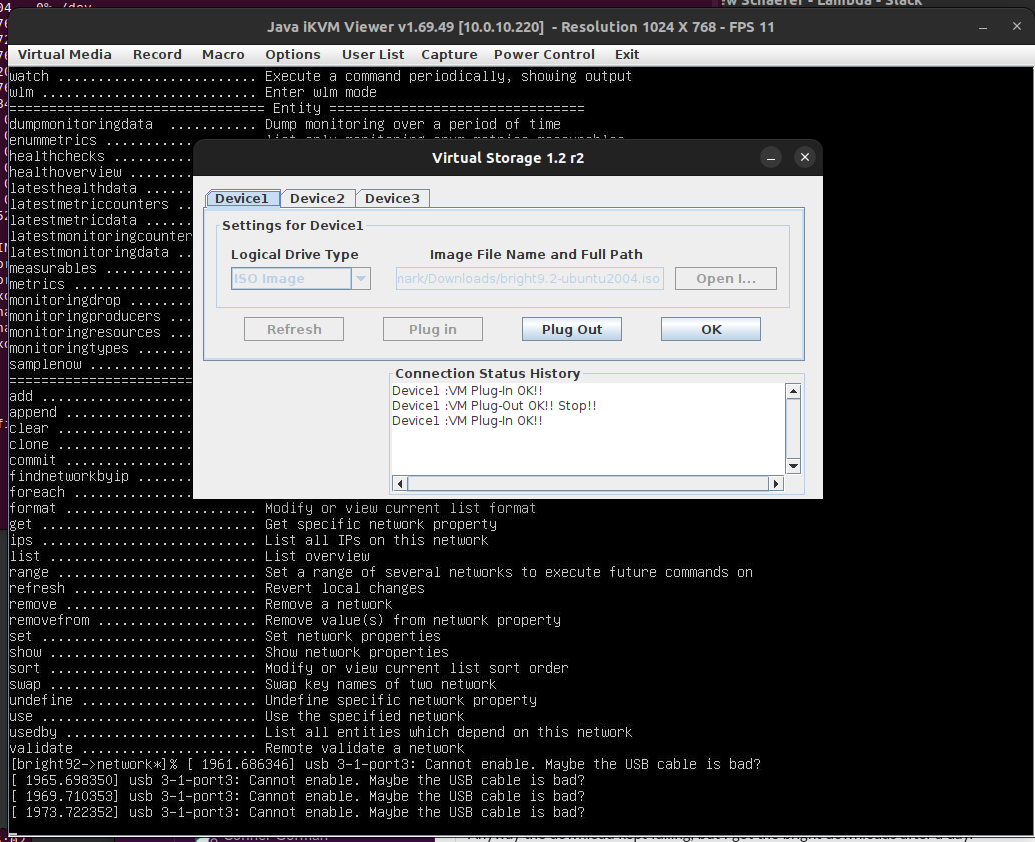 Java iKVM Viewer v1.69.49 [10.0.10.220] - Resolution 1024 X 768 - FPS 11
Virtual Media Record Macro Options User List Capture Power Control Exit
watch ......................... Execute a command periodically, showing output
wlm ........................... Enter wlm mode
================================ Entity ================================
dumpmonitoringdata ........... Dump monitoring over a period of time
enummetrics ...........
healthchecks ..........
healthoverview ........
latesthealthdata ......
latestmetriccounters ..
latestmetricdata ......
latestmonitoringcounter
latestmonitoringdata ..
measurables ...........
metrics ...............
monitoringdrop ........
monitoringproducers ...
monitoringresources ...
monitoringtypes .......
samplenow .............
=======================
add ...................
append ................
clear .................
clone .................
commit ................
findnetworkbyip .......
foreach ...............
Virtual Storage 1.2 r2
Device1 Device2 Device3
Settings for Device1
Logical Drive Type Image File Name and Full Path
ISO Image nark/Downloads/bright9.2-ubuntu2004.iso Open I...
Refresh Plug in Plug Out OK
Connection Status History
Device1 :VM Plug-In OK!!
Device1 :VM Plug-Out OK!! Stop!!
Device1 :VM Plug-In OK!!
format ........................ Modify or view current list format
get ........................... Get specific network property
ips ........................... List all IPs on this network
list .......................... List overview
range ......................... Set a range of several networks to execute future commands on
refresh ....................... Revert local changes
remove ........................ Remove a network
removefrom .................... Remove value(s) from network property
set ........................... Set network properties
show .......................... Show network properties
sort .......................... Modify or view current list sort order
swap .......................... Swap key names of two network
undefine ...................... Undefine specific network property
use ........................... Use the specified network
usedby ........................ List all entities which depend on this network
validate ...................... Remote validate a network
[bright92->network*]% [ 1961.686346] usb 3-1-port3: Cannot enable. Maybe the USB cable is bad?
[ 1965.698350] usb 3-1-port3: Cannot enable. Maybe the USB cable is bad?
[ 1969.710353] usb 3-1-port3: Cannot enable. Maybe the USB cable is bad?
[ 1973.722352] usb 3-1-port3: Cannot enable. Maybe the USB cable is bad?